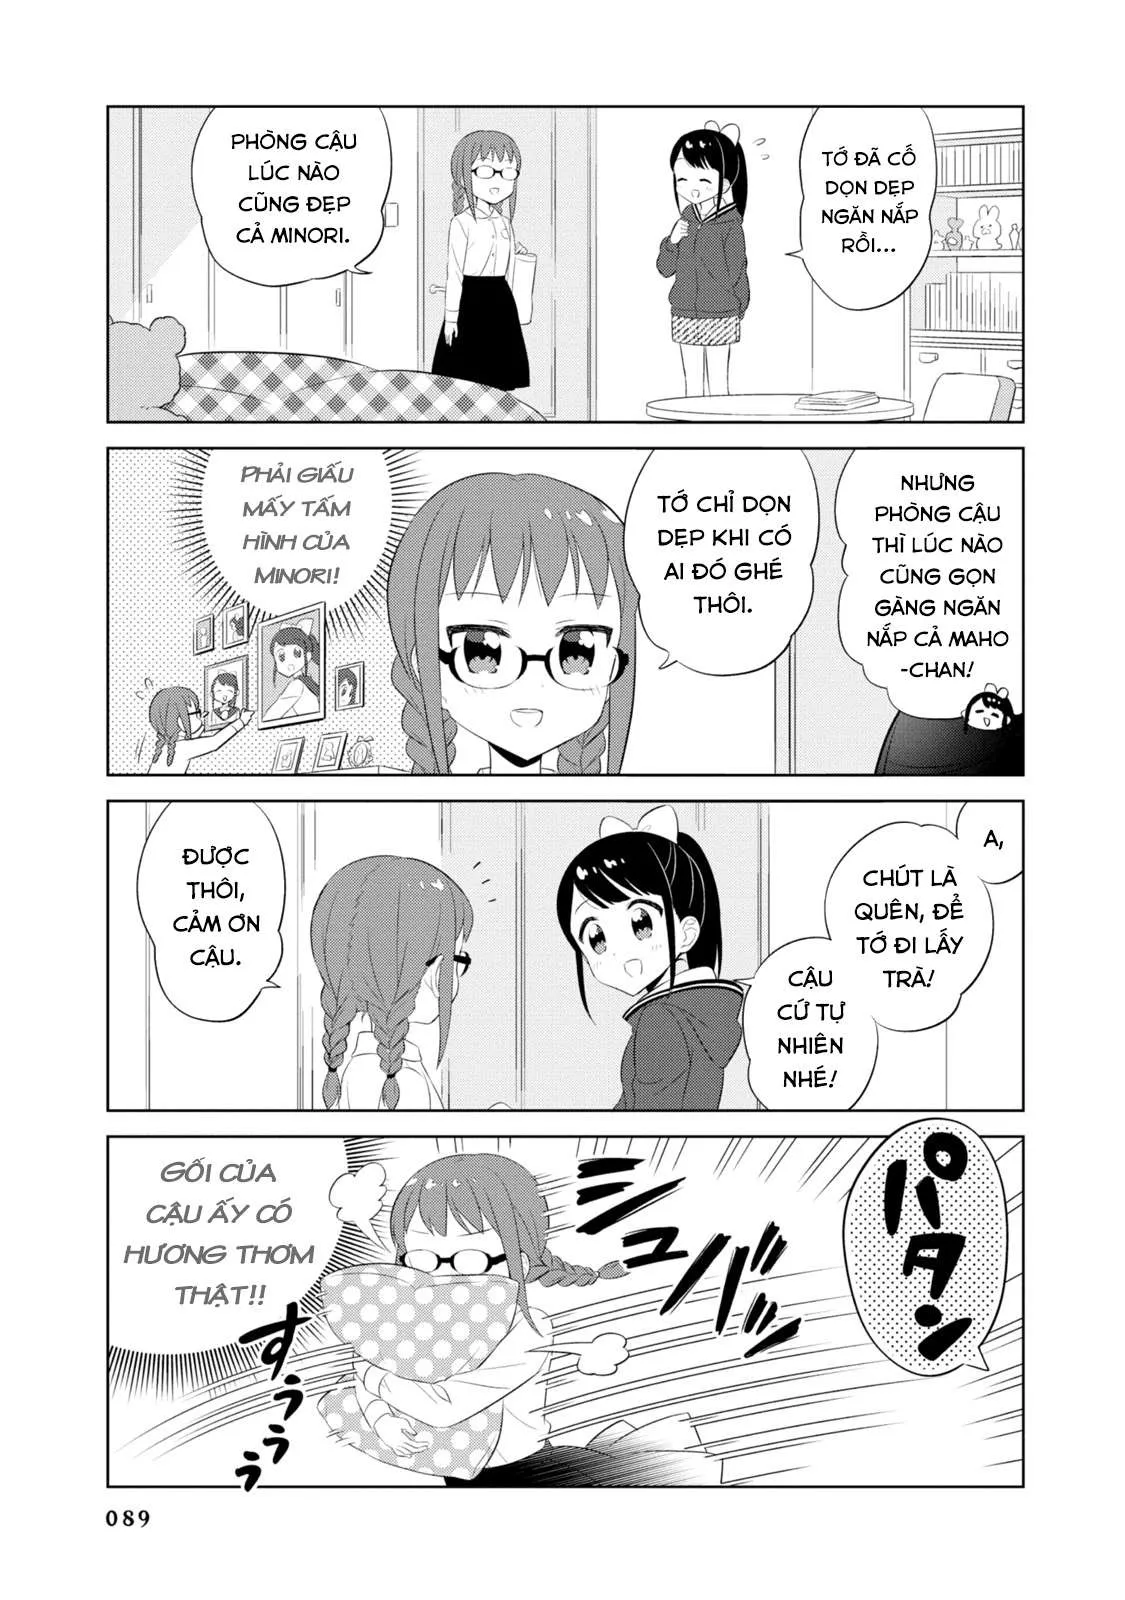 TỚ ĐÃ CỐ
DỌN DẸP
NGĂN NẮP
RỒI...
PHÒNG CẬU
LÚC NÀO
CŨNG ĐẸP
CẢ MINORI.
NHƯNG
PHÒNG CẬU
THÌ LÚC NÀO
CŨNG GỌN
GÀNG NGĂN
NẮP CẢ MAHO
-CHAN!
TỚ CHỈ DỌN
DẸP KHI CÓ
AI ĐÓ GHÉ
THÔI.
PHẢI GIẤU
MẤY TẤM
HÌNH CỦA
MINORI!
A,
CHÚT LÀ
QUÊN, ĐỂ
TỚ ĐI LẤY
TRÀ!
CẬU
CỨ TỰ
NHIÊN
NHÉ!
ĐƯỢC
THÔI,
CẢM ƠN
CẬU.
パタン
シュバッ
GỐI CỦA
CẬU ẤY CÓ
HƯƠNG THƠM
THẬT!!
すううう
089